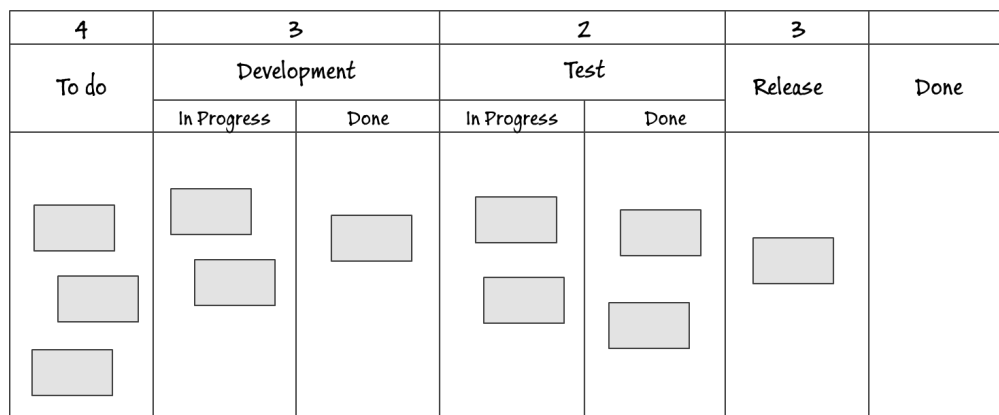 4 3 2 3
To do Development Test Release Done
In Progress Done In Progress Done